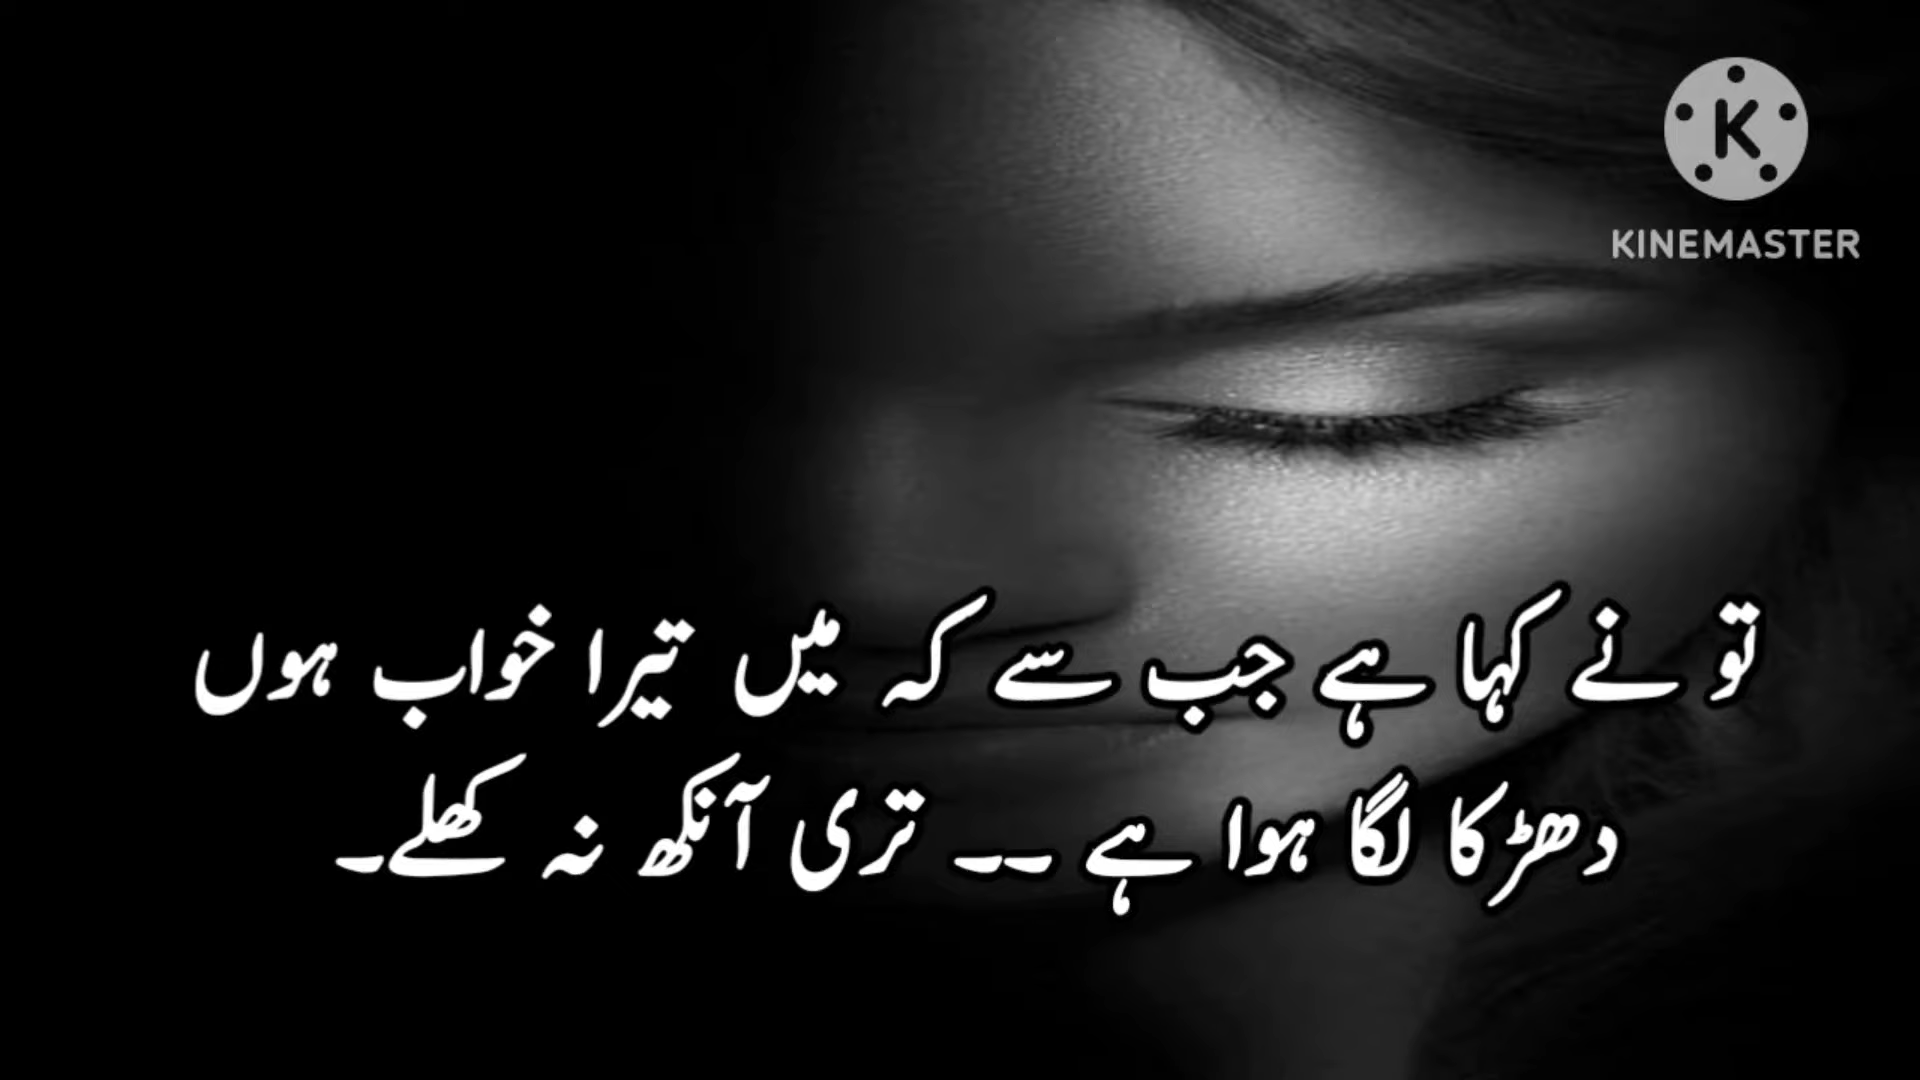 KINEMASTER
تو نے کہا ہے جب سے کہ میں تیرا خواب ہوں
دھڑکا لگا ہوا ہے ۔۔ تری آنکھ نہ کھلے۔